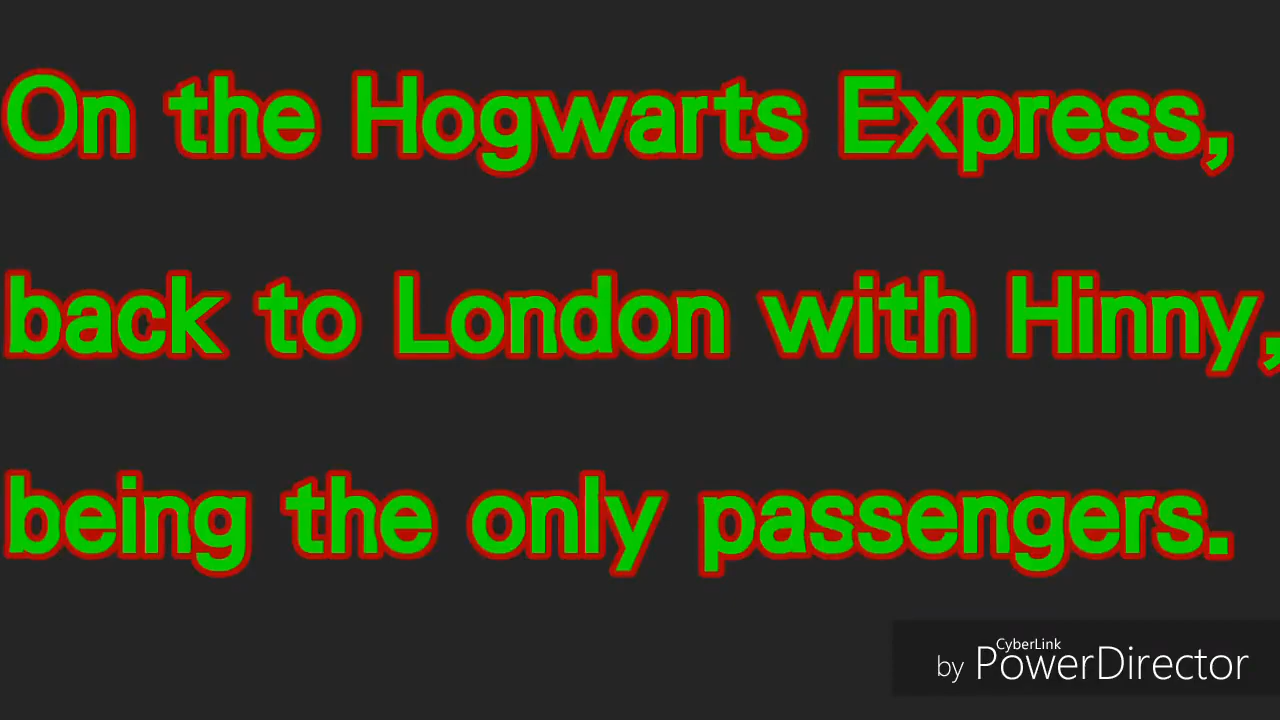 On the Hogwarts Express,
back to London with Hinny,
being the only passengers.
CyberLink
by PowerDirector